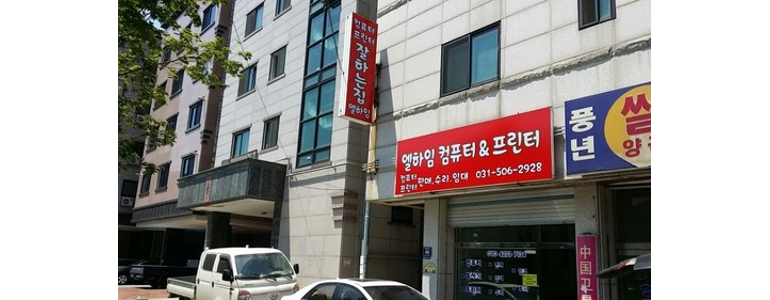 컴퓨터
프린터
잘하는집
엘하임
엘하임 컴퓨터&프린터
컴퓨터
프린터 판매.수리.임대 031-506-2928
풍년
쌀
中国